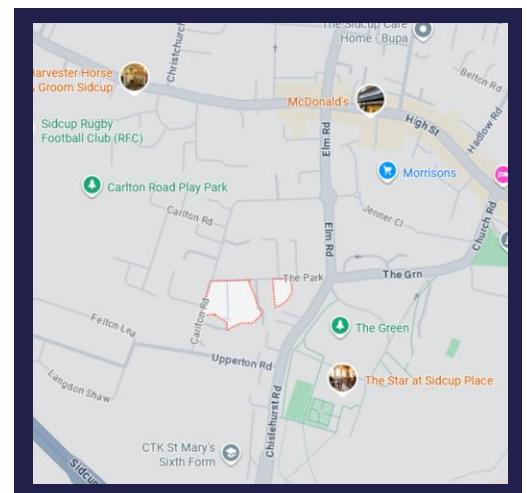 The Sidcup Care
Home - Bupa
Christchurch
Harvester Horse
Groom Sidcup
Belton Rd
McDonald's
High St
Hadlow Rd
Sidcup Rugby
Football Club (RFC)
Elm Rd
Morrisons
Carlton Road Play Park
Carlton Rd
Jenner Cl
Church Rd
Elm Rd
The Park
The Grn
Carlton Rd
Felton Lea
The Green
Upperton Rd
The Star at Sidcup Place
Langdon Shaw
Chislehurst Rd
CTK St Mary's
Sixth Form
Sidcup